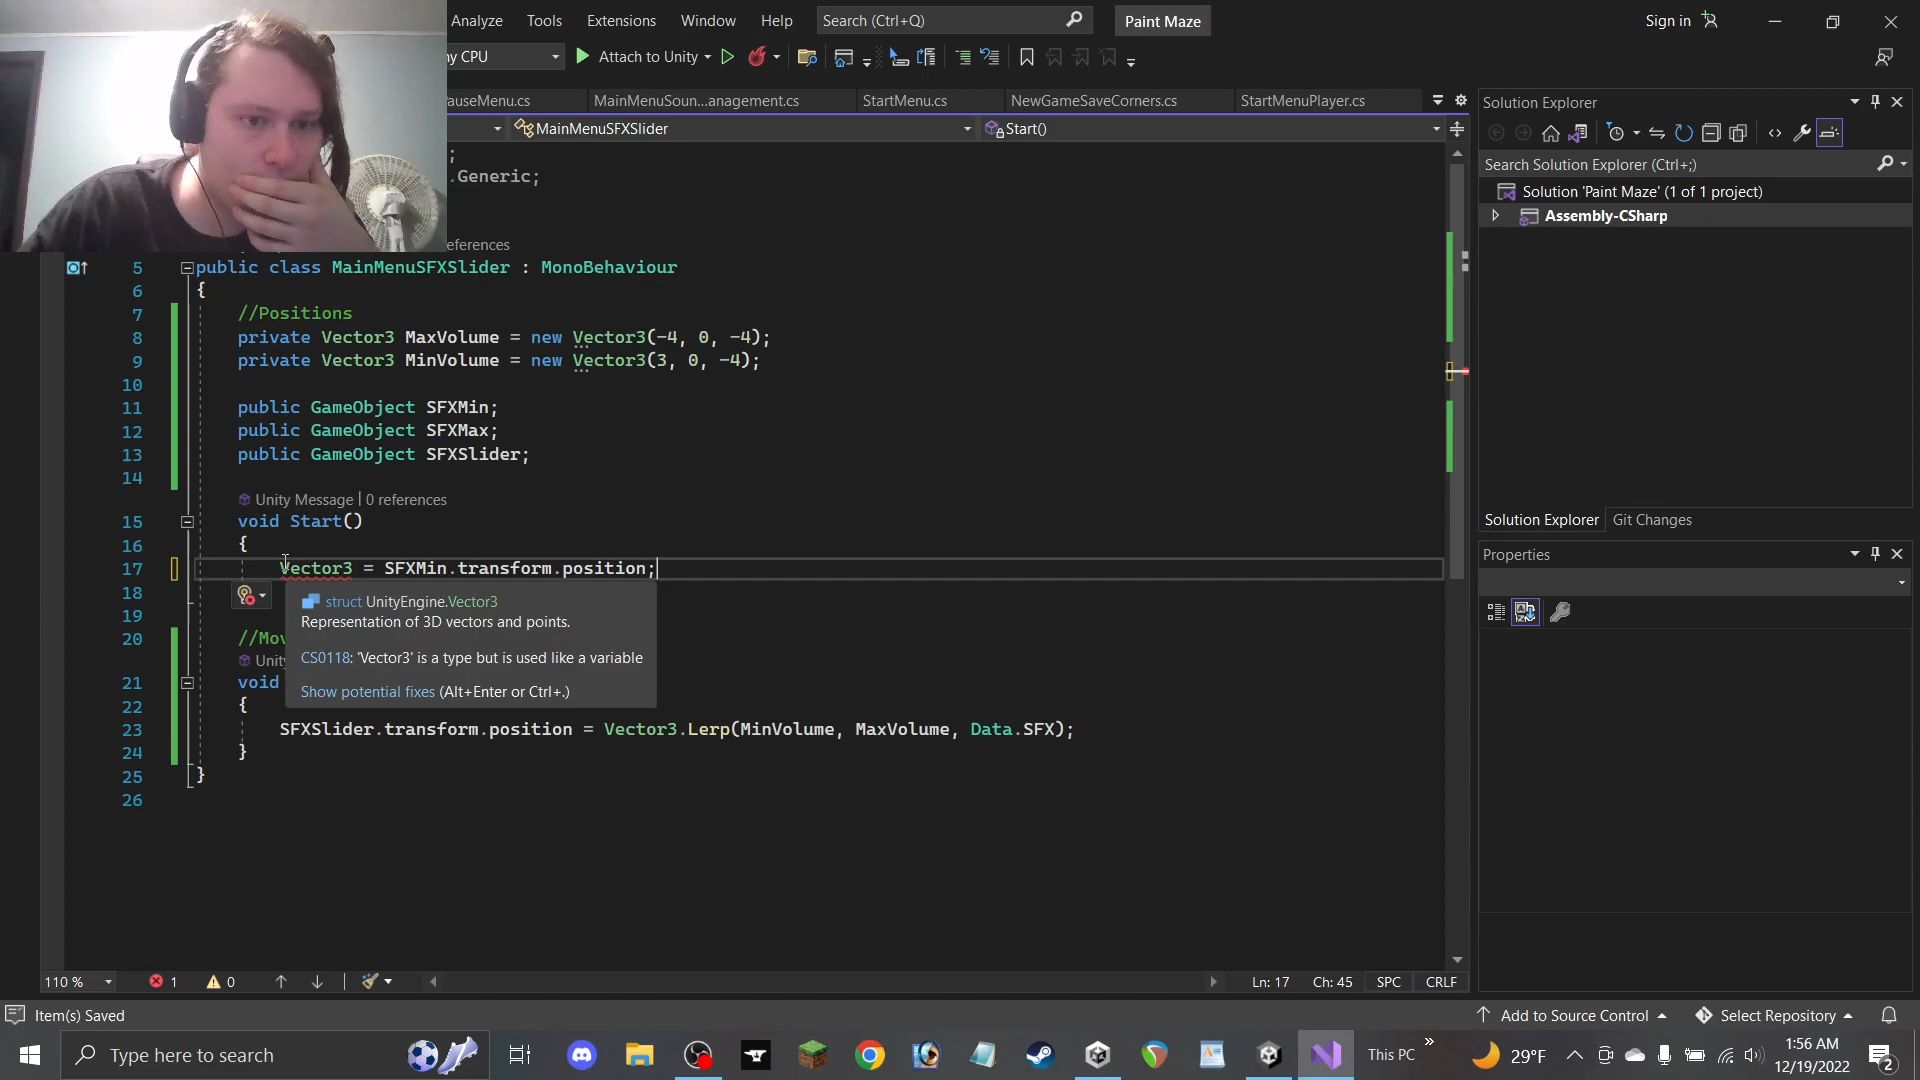 Analyze Tools Extensions Window Help Search (Ctrl+Q) Paint Maze Sign in
ny CPU Attach to Unity
auseMenu.cs MainMenuSoun...anagement.cs StartMenu.cs NewGameSaveCorners.cs StartMenuPlayer.cs
MainMenuSFXSlider Start()
;
.Generic;
eferences
5 public class MainMenuSFXSlider : MonoBehaviour
6 {
7 //Positions
8 private Vector3 MaxVolume = new Vector3(-4, 0, -4);
9 private Vector3 MinVolume = new Vector3(3, 0, -4);
10
11 public GameObject SFXMin;
12 public GameObject SFXMax;
13 public GameObject SFXSlider;
14
Unity Message | 0 references
15 void Start()
16 {
17 Vector3 = SFXMin.transform.position;
18
struct UnityEngine.Vector3
19
Representation of 3D vectors and points.
20 //Mov
CS0118: 'Vector3' is a type but is used like a variable
Unity
21 void
Show potential fixes (Alt+Enter or Ctrl+.)
22 {
23 SFXSlider.transform.position = Vector3.Lerp(MinVolume, MaxVolume, Data.SFX);
24 }
25 }
26
110 % 1 0 Ln: 17 Ch: 45 SPC CRLF
Solution Explorer
Search Solution Explorer (Ctrl+;)
Solution 'Paint Maze' (1 of 1 project)
Assembly-CSharp
Solution Explorer Git Changes
Properties
Item(s) Saved Add to Source Control Select Repository
Type here to search This PC » 29°F 1:56 AM
12/19/2022
2